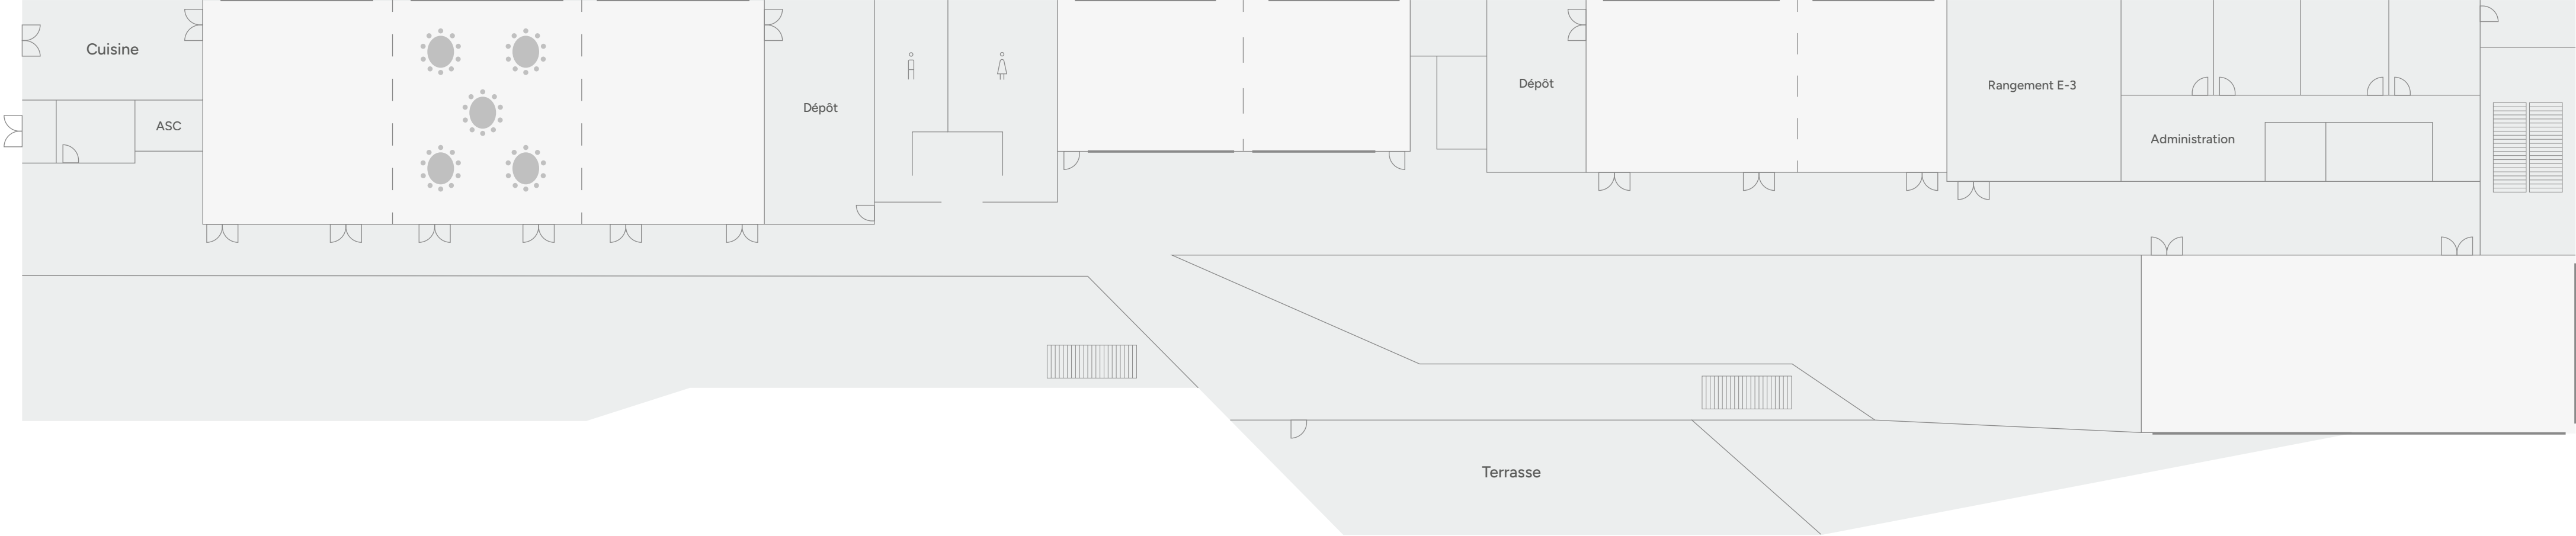 Cuisine
ASC
Dépôt
Dépôt
Rangement E-3
Administration
Terrasse